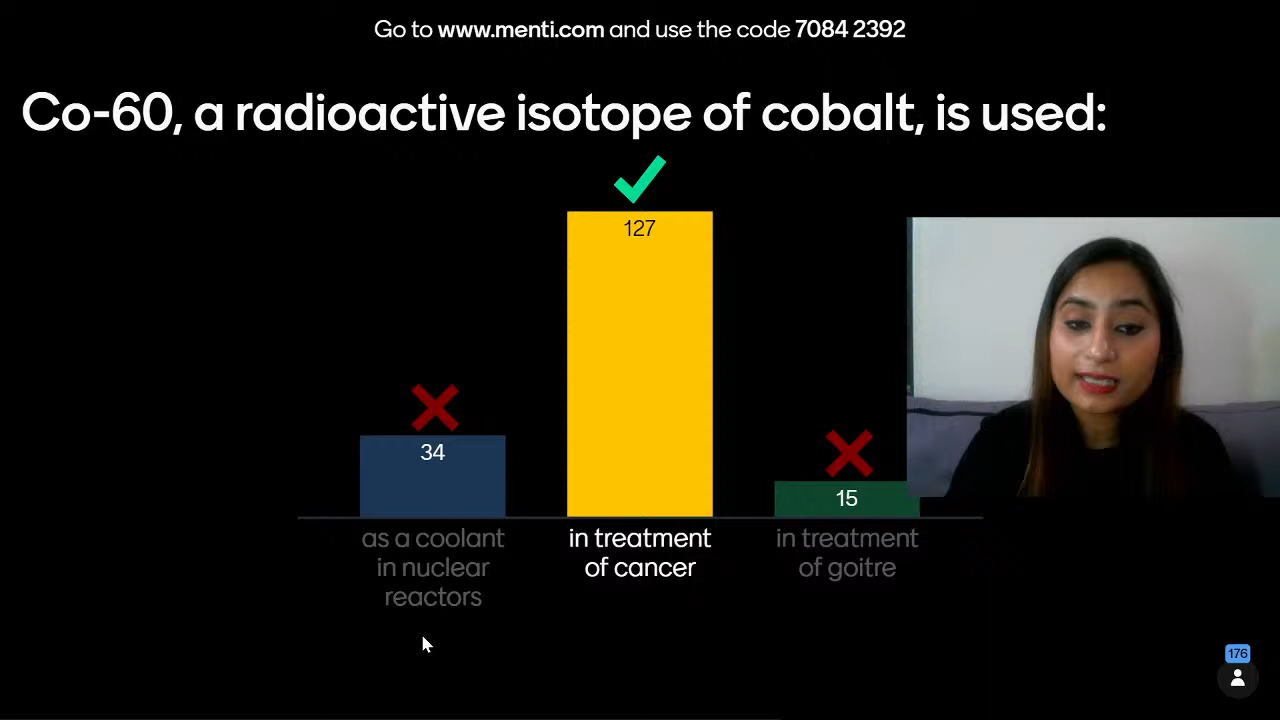 Go to www.menti.com and use the code 7084 2392
Co-60, a radioactive isotope of cobalt, is used:
127
34
15
as a coolant
in nuclear
reactors
in treatment
of cancer
in treatment
of goitre
176